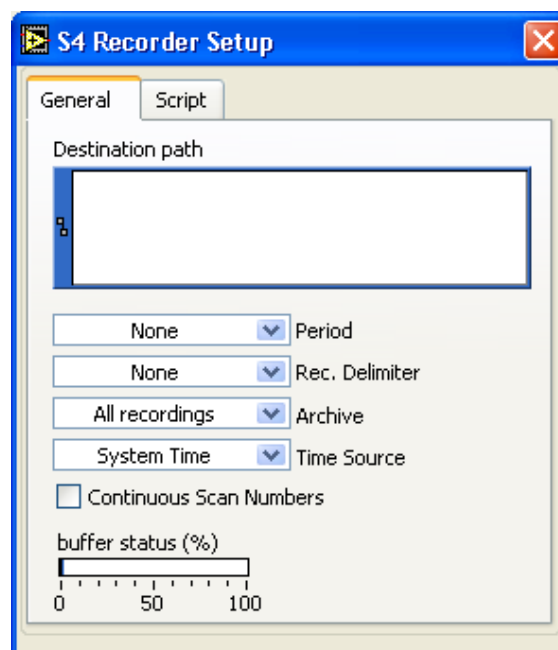 S4 Recorder Setup
General Script
Destination path
None Period
None Rec. Delimiter
All recordings Archive
System Time Time Source
Continuous Scan Numbers
buffer status (%)
0 50 100